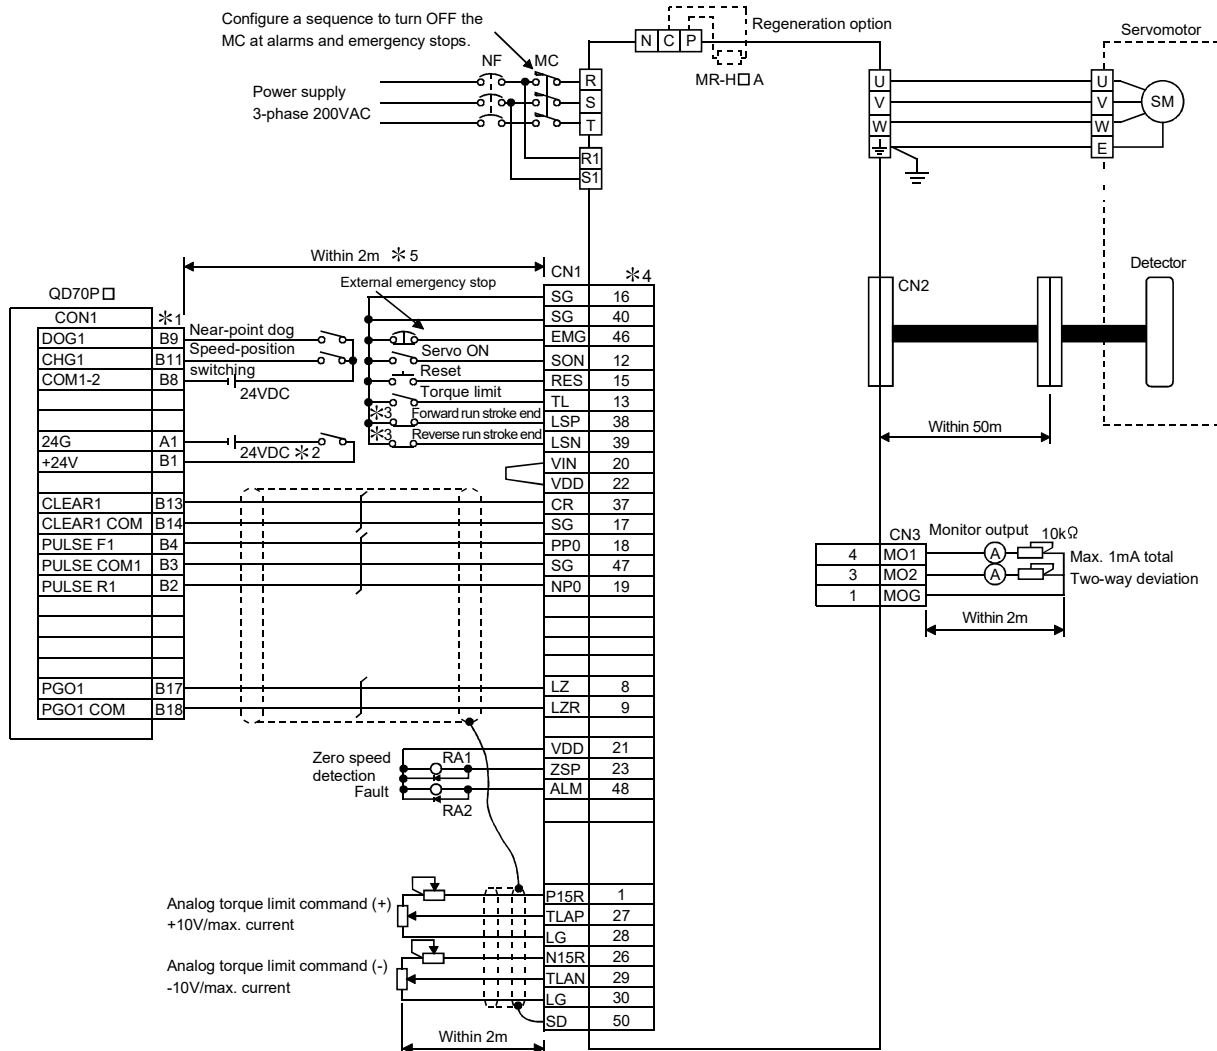 Configure a sequence to turn OFF the
MC at alarms and emergency stops.
NF MC
Power supply
3-phase 200VAC
R
S
T
R1
S1
N C P
Regeneration option
MR-H□A
Servomotor
U
V
W
U
V
W
E
SM
Within 2m ＊5
CN1 ＊4
External emergency stop
QD70P□
CON1 ＊1
DOG1 B9 Near-point dog
CHG1 B11 Speed-position
switching
COM1-2 B8
24VDC
24G A1
24VDC ＊2
+24V B1
CLEAR1 B13
CLEAR1 COM B14
PULSE F1 B4
PULSE COM1 B3
PULSE R1 B2
PGO1 B17
PGO1 COM B18
Servo ON
Reset
Torque limit
＊3 Forward run stroke end
＊3 Reverse run stroke end
SG 16
SG 40
EMG 46
SON 12
RES 15
TL 13
LSP 38
LSN 39
VIN 20
VDD 22
CR 37
SG 17
PP0 18
SG 47
NP0 19
LZ 8
LZR 9
VDD 21
ZSP 23
ALM 48
Zero speed
detection
Fault
RA1
RA2
P15R 1
TLAP 27
LG 28
N15R 26
TLAN 29
LG 30
SD 50
Analog torque limit command (+)
+10V/max. current
Analog torque limit command (-)
-10V/max. current
Within 2m
CN2
Detector
Within 50m
CN3
Monitor output
10kΩ
4 MO1 A
3 MO2 A
1 MOG
Max. 1mA total
Two-way deviation
Within 2m